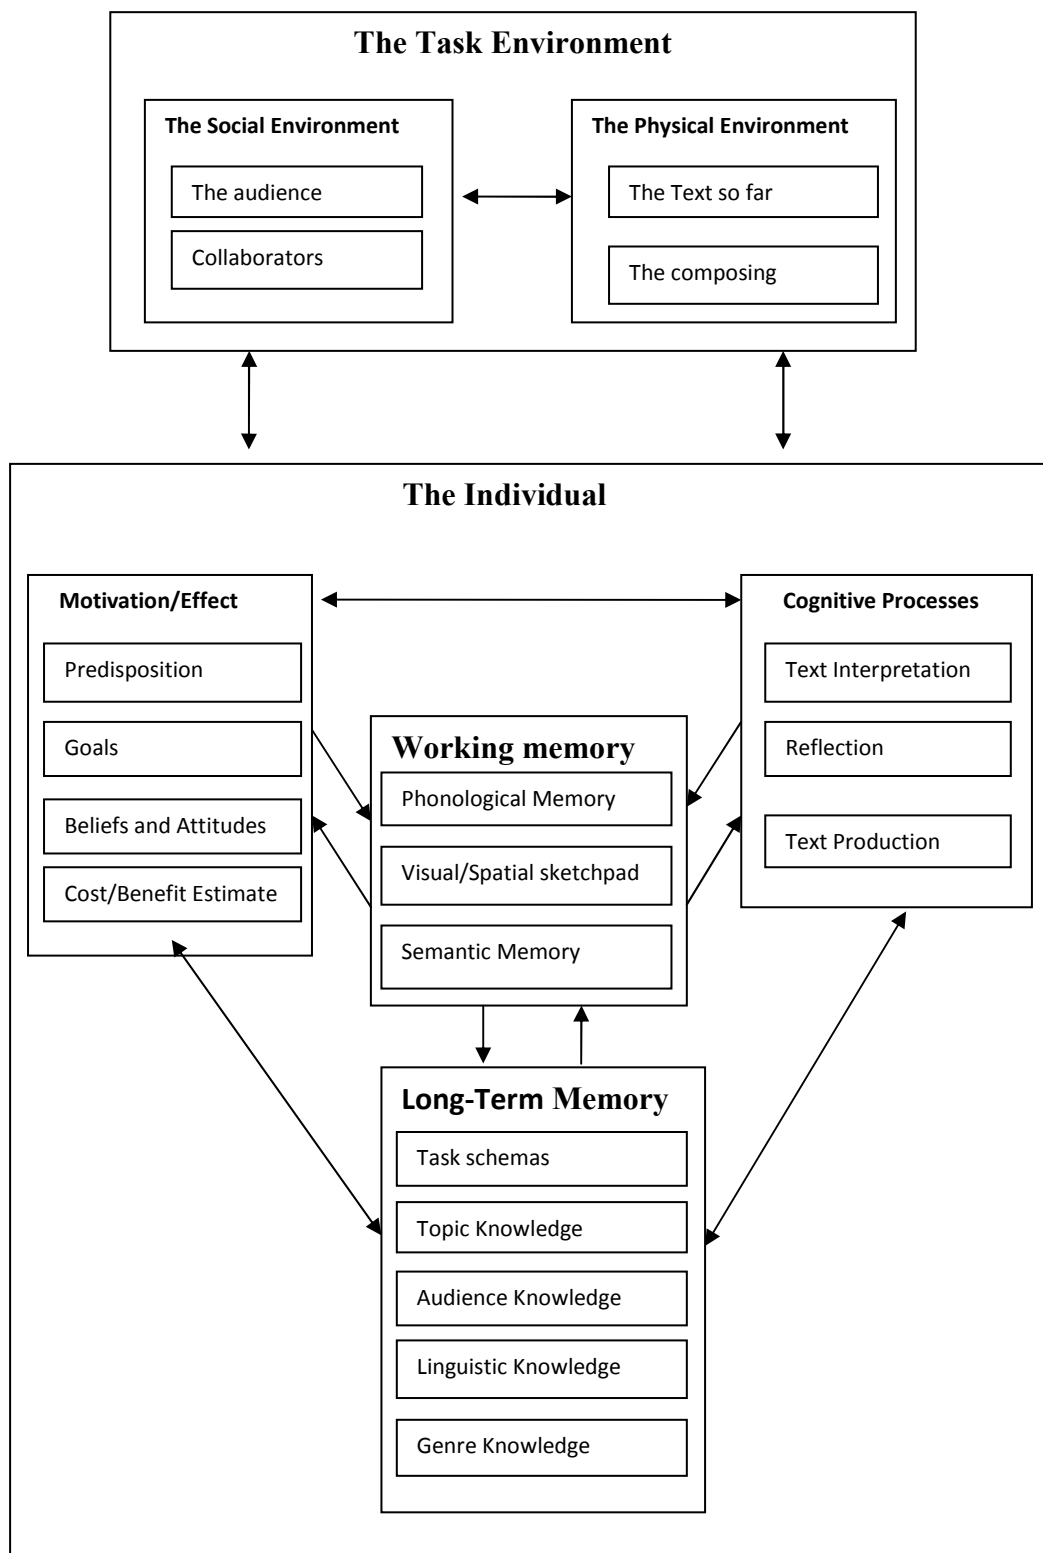 The Task Environment
The Social Environment
The audience
Collaborators
The Physical Environment
The Text so far
The composing
The Individual
Motivation/Effect
Predisposition
Goals
Beliefs and Attitudes
Cost/Benefit Estimate
Working memory
Phonological Memory
Visual/Spatial sketchpad
Semantic Memory
Cognitive Processes
Text Interpretation
Reflection
Text Production
Long-Term Memory
Task schemas
Topic Knowledge
Audience Knowledge
Linguistic Knowledge
Genre Knowledge